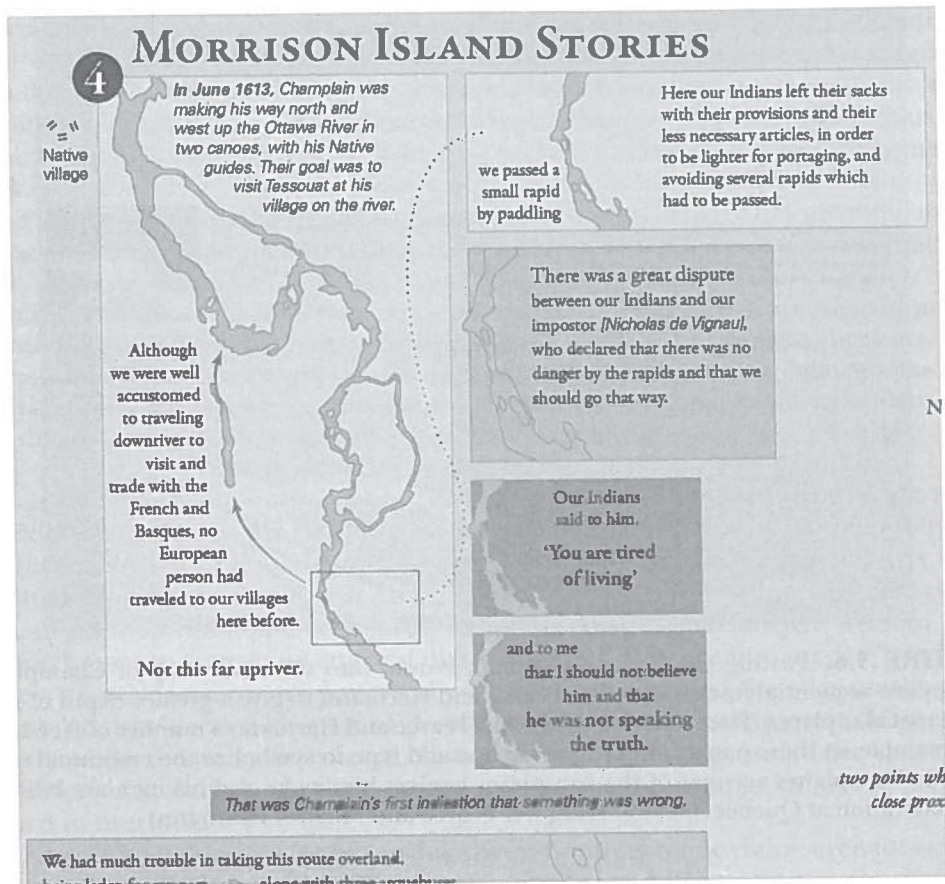 MORRISON ISLAND STORIES
4
In June 1613, Champlain was
making his way north and
west up the Ottawa River in
two canoes, with his Native
guides. Their goal was to
visit Tessouat at his
village on the river.
Native
village
we passed a
small rapid
by paddling
Here our Indians left their sacks
with their provisions and their
less necessary articles, in order
to be lighter for portaging, and
avoiding several rapids which
had to be passed.
There was a great dispute
between our Indians and our
impostor [Nicholas de Vignau],
who declared that there was no
danger by the rapids and that we
should go that way.
Although
we were well
accustomed
to traveling
downriver to
visit and
trade with the
French and
Basques, no
European
person had
traveled to our villages
here before.
Not this far upriver.
Our Indians
said to him,
'You are tired
of living'
and to me
that I should not believe
him and that
he was not speaking
the truth.
That was Champlain's first indication that something was wrong.
We had much trouble in taking this route overland,
along with three arquebuses
N
two points wh
close prox